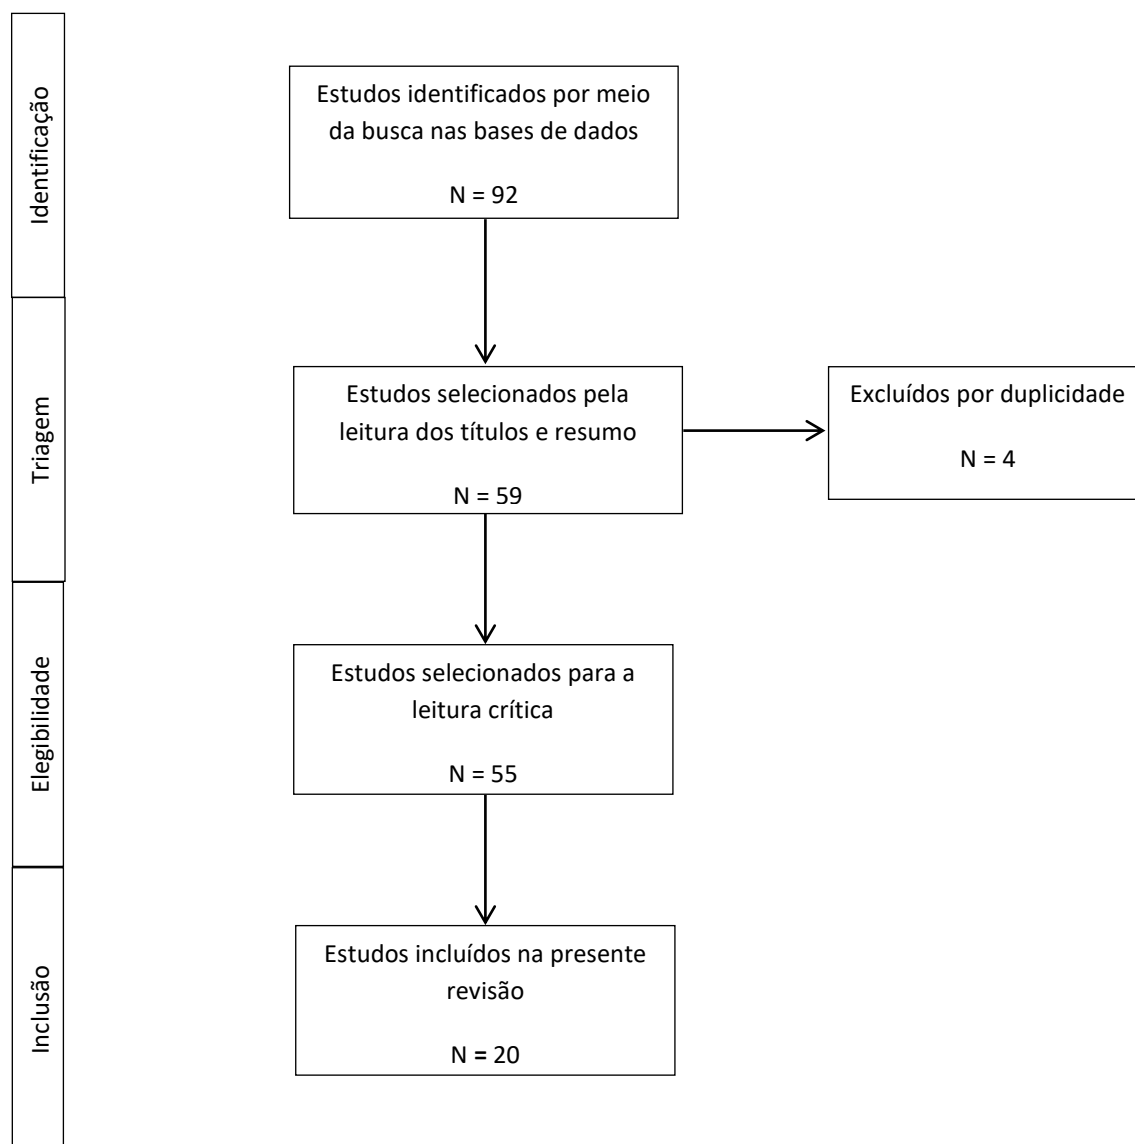 Identificação
Estudos identificados por meio
da busca nas bases de dados
N = 92
Triagem
Estudos selecionados pela
leitura dos títulos e resumo
N = 59
Excluídos por duplicidade
N = 4
Elegibilidade
Estudos selecionados para a
leitura crítica
N = 55
Inclusão
Estudos incluídos na presente
revisão
N = 20